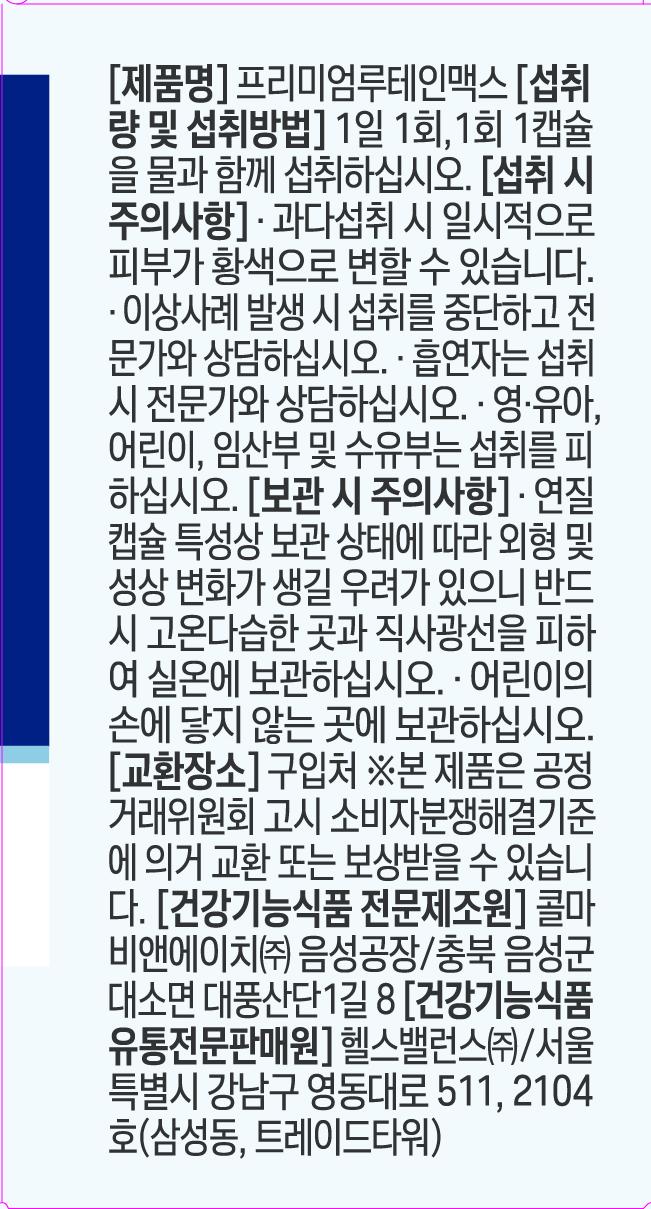 [제품명] 프리미엄루테인맥스 [섭취
량 및 섭취방법] 1일 1회, 1회 1캡슐
을 물과 함께 섭취하십시오. [섭취 시
주의사항] · 과다섭취 시 일시적으로
피부가 황색으로 변할 수 있습니다.
· 이상사례 발생 시 섭취를 중단하고 전
문가와 상담하십시오. · 흡연자는 섭취
시 전문가와 상담하십시오. · 영·유아,
어린이, 임산부 및 수유부는 섭취를 피
하십시오. [보관 시 주의사항] · 연질
캡슐 특성상 보관 상태에 따라 외형 및
성상 변화가 생길 우려가 있으니 반드
시 고온다습한 곳과 직사광선을 피하
여 실온에 보관하십시오. · 어린이의
손에 닿지 않는 곳에 보관하십시오.
[교환장소] 구입처 ※본 제품은 공정
거래위원회 고시 소비자분쟁해결기준
에 의거 교환 또는 보상받을 수 있습니
다. [건강기능식품 전문제조원] 콜마
비앤에이치㈜ 음성공장/충북 음성군
대소면 대풍산단1길 8 [건강기능식품
유통전문판매원] 헬스밸런스㈜/서울
특별시 강남구 영동대로 511, 2104
호(삼성동, 트레이드타워)